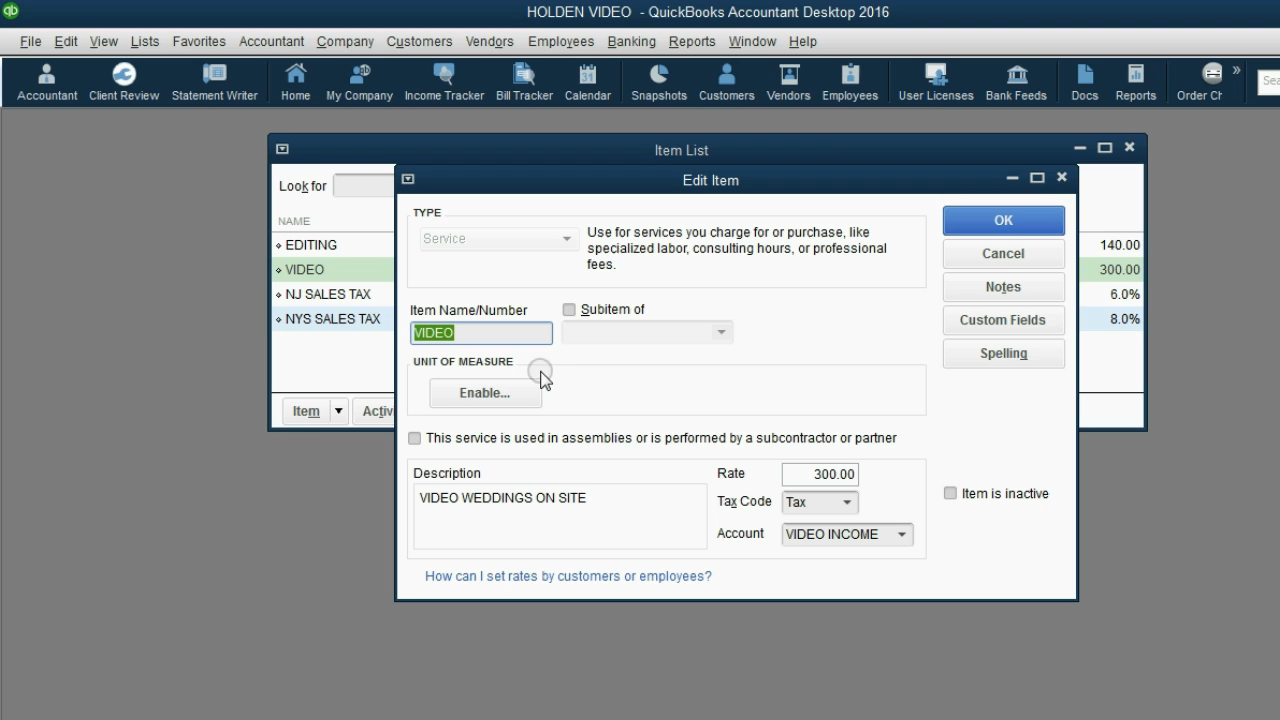 HOLDEN VIDEO - QuickBooks Accountant Desktop 2016
File Edit View Lists Favorites Accountant Company Customers Vendors Employees Banking Reports Window Help
Accountant Client Review Statement Writer Home My Company Income Tracker Bill Tracker Calendar Snapshots Customers Vendors Employees User Licenses Bank Feeds Docs Reports Order Ch » Sea
Item List
Look for
Edit Item
NAME
EDITING 140.00
VIDEO 300.00
NJ SALES TAX 6.0%
NYS SALES TAX 8.0%
Item Activ
TYPE
Service
Use for services you charge for or purchase, like
specialized labor, consulting hours, or professional
fees.
OK
Cancel
Notes
Custom Fields
Spelling
Item Name/Number Subitem of
VIDEO
UNIT OF MEASURE
Enable...
This service is used in assemblies or is performed by a subcontractor or partner
Description
VIDEO WEDDINGS ON SITE
Rate 300.00
Tax Code Tax
Account VIDEO INCOME
Item is inactive
How can I set rates by customers or employees?